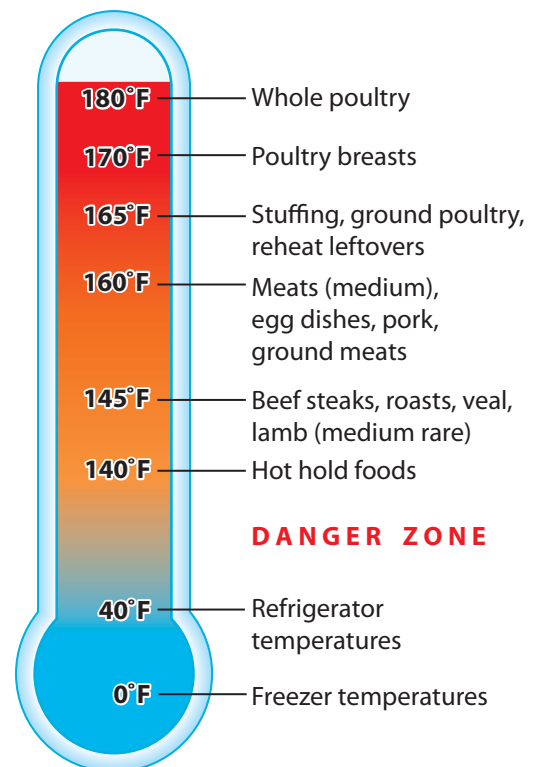 180°F Whole poultry
170°F Poultry breasts
165°F Stuffing, ground poultry,
reheat leftovers
160°F Meats (medium),
egg dishes, pork,
ground meats
145°F Beef steaks, roasts, veal,
lamb (medium rare)
140°F Hot hold foods
DANGER ZONE
40°F Refrigerator
temperatures
0°F Freezer temperatures